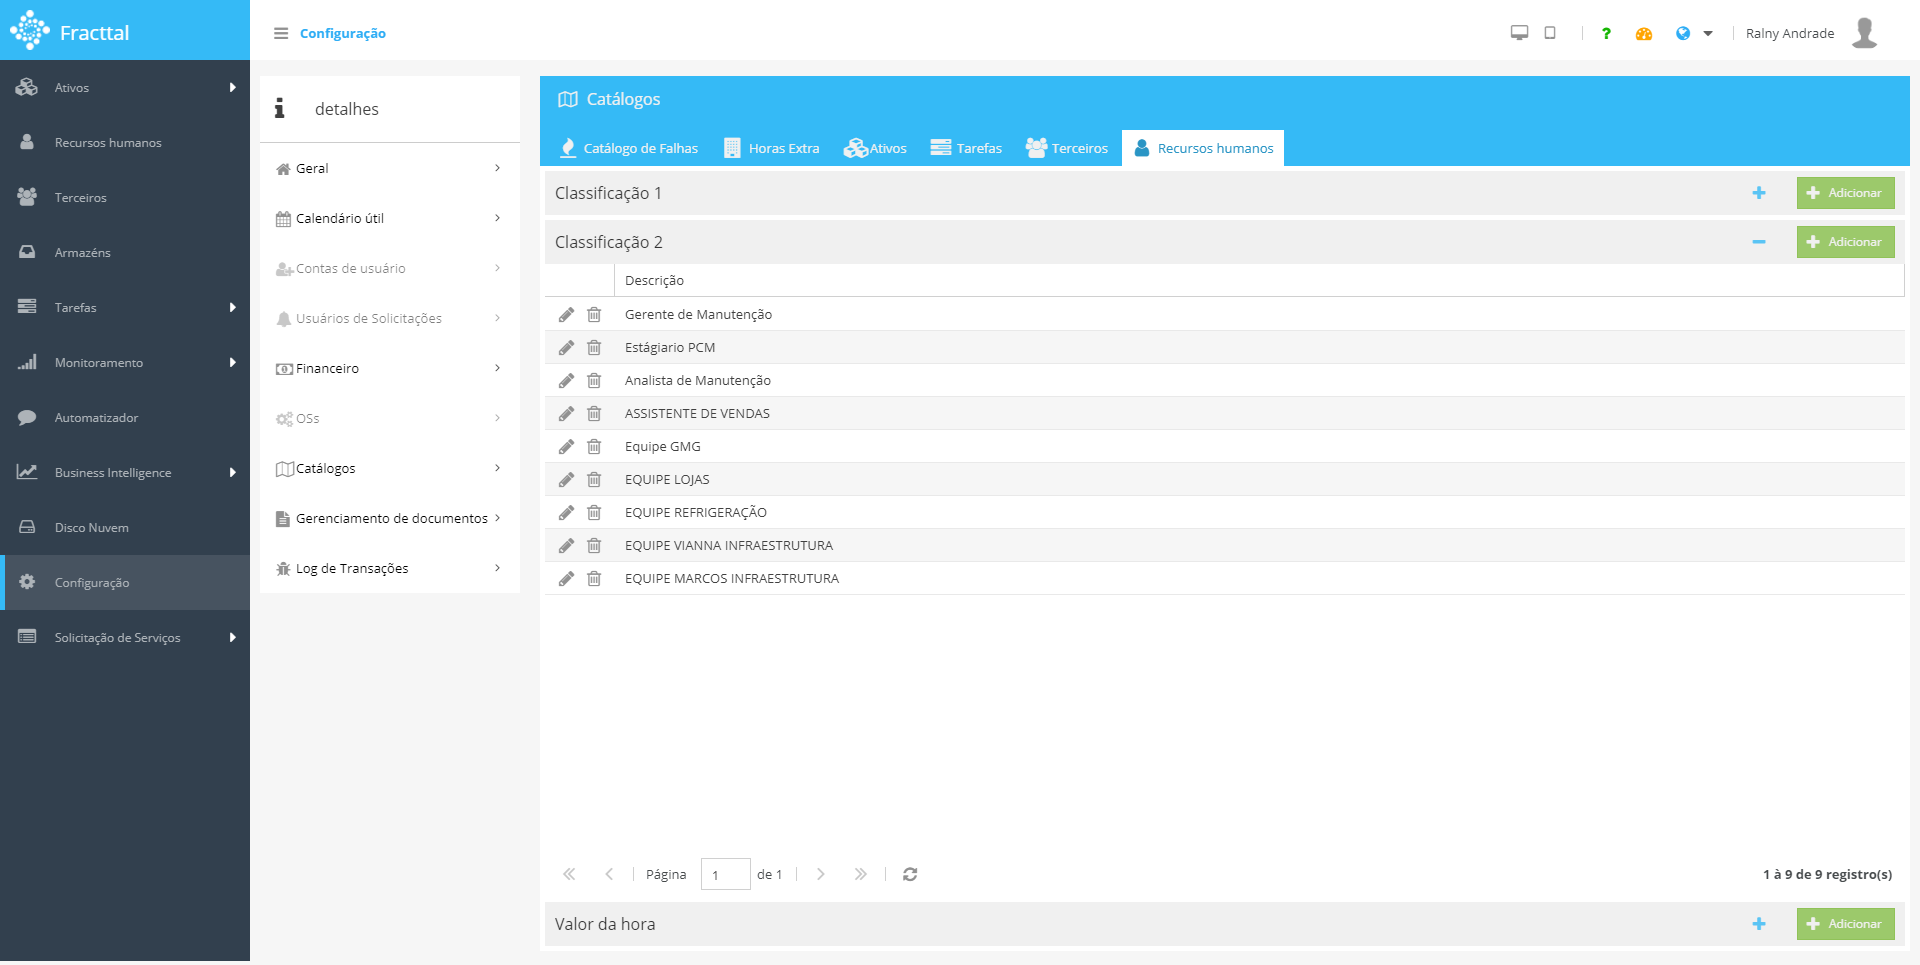 Fracttal
Configuração
?
Ralny Andrade
Ativos
Recursos humanos
Terceiros
Armazéns
Tarefas
Monitoramento
Automatizador
Business Intelligence
Disco Nuvem
Configuração
Solicitação de Serviços
detalhes
Geral
Calendário útil
Contas de usuário
Usuários de Solicitações
Financeiro
OSs
Catálogos
Gerenciamento de documentos
Log de Transações
Catálogos
Catálogo de Falhas
Horas Extra
Ativos
Tarefas
Terceiros
Recursos humanos
Classificação 1
Adicionar
Classificação 2
Adicionar
Descrição
Gerente de Manutenção
Estágiario PCM
Analista de Manutenção
ASSISTENTE DE VENDAS
Equipe GMG
EQUIPE LOJAS
EQUIPE REFRIGERAÇÃO
EQUIPE VIANNA INFRAESTRUTURA
EQUIPE MARCOS INFRAESTRUTURA
Página 1 de 1
1 à 9 de 9 registro(s)
Valor da hora
Adicionar